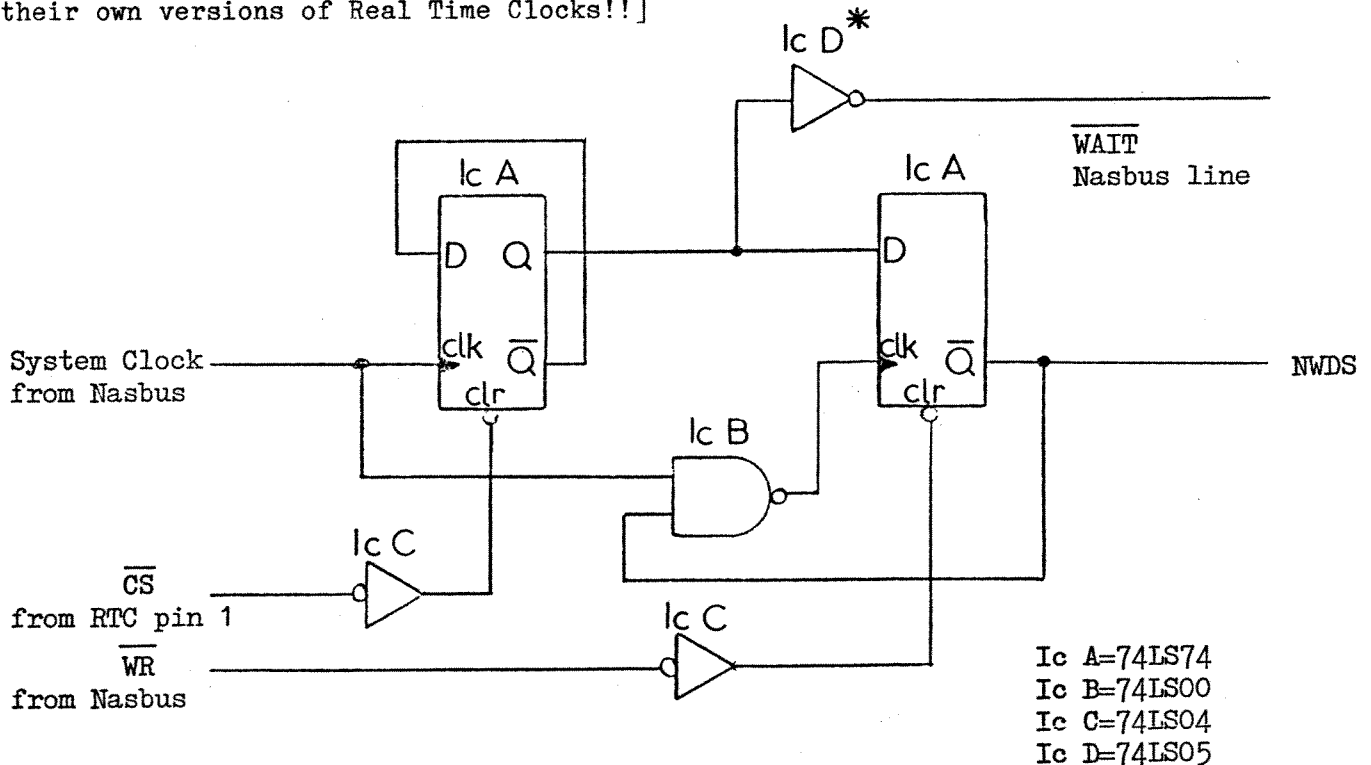 their own versions of Real Time Clocks!!]
Ic D*
WAIT
Nasbus line
Ic A
Ic A
D Q
D
System Clock
from Nasbus
clk Q
clr
clk Q
clr
NWDS
Ic B
Ic C
CS
from RTC pin 1
Ic C
WR
from Nasbus
Ic A=74LS74
Ic B=74LS00
Ic C=74LS04
Ic D=74LS05